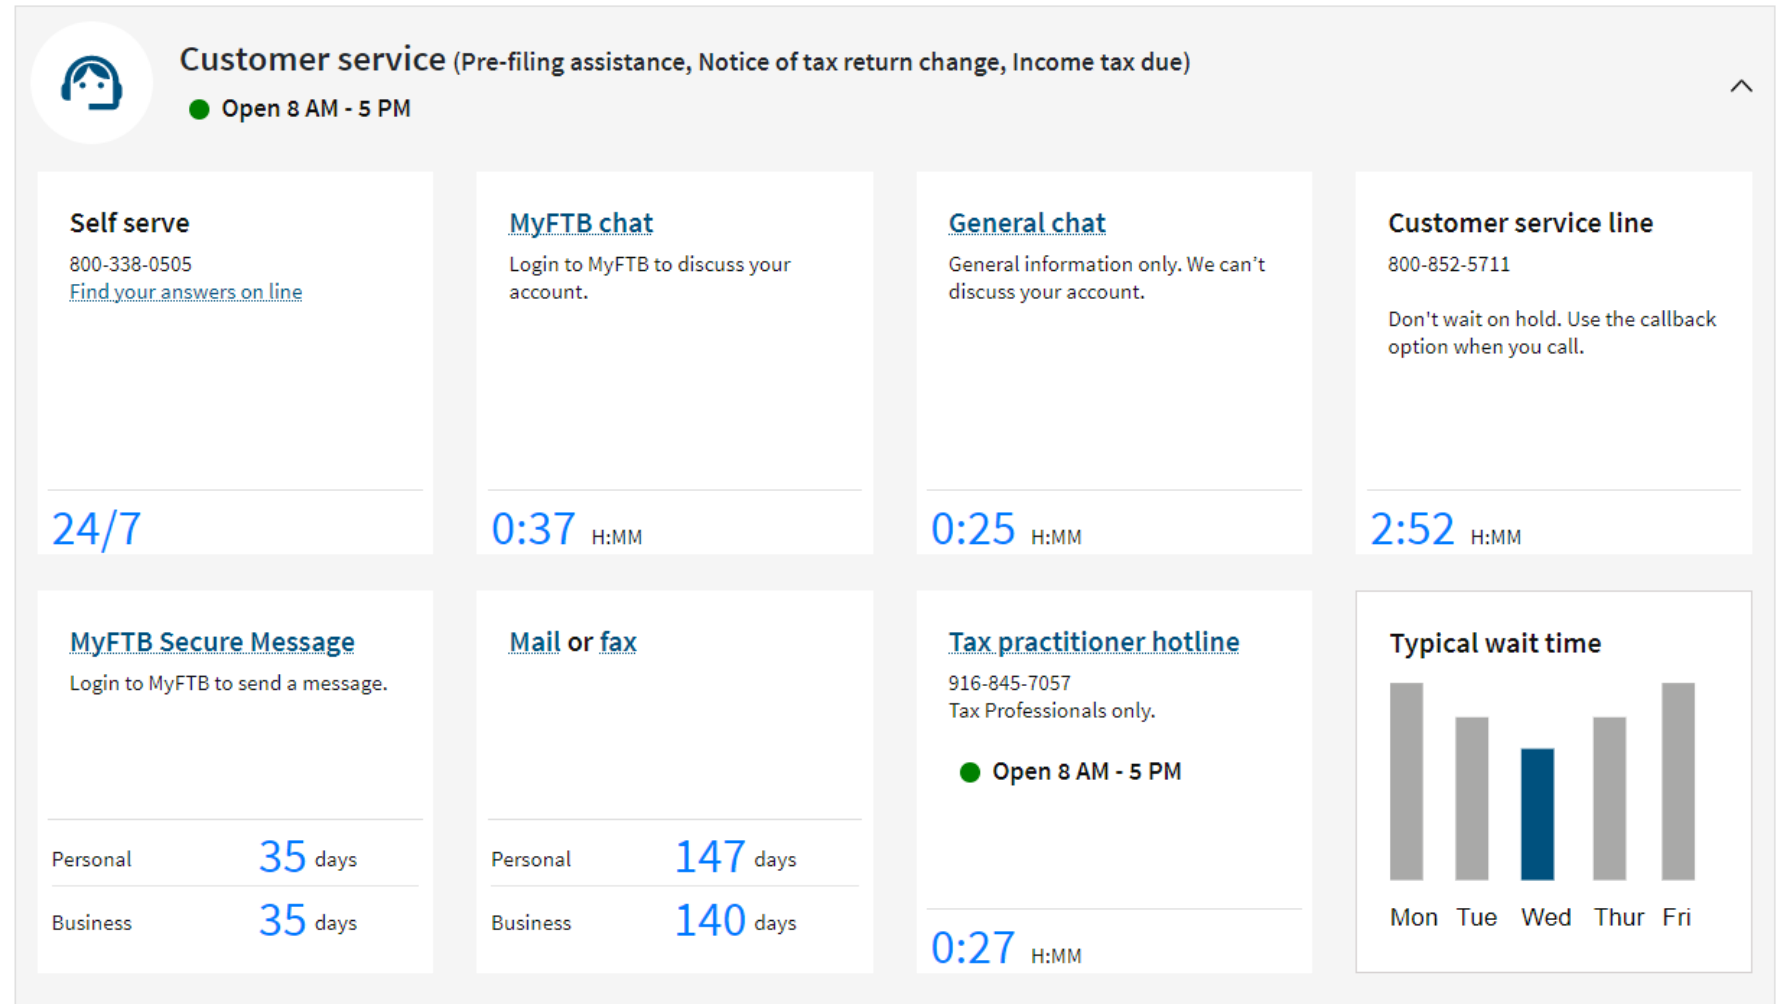 Customer service (Pre-filing assistance, Notice of tax return change, Income tax due)
Open 8 AM - 5 PM
Self serve
800-338-0505
Find your answers on line
24/7
MyFTB chat
Login to MyFTB to discuss your
account.
0:37 H:MM
General chat
General information only. We can’t
discuss your account.
0:25 H:MM
Customer service line
800-852-5711
Don't wait on hold. Use the callback
option when you call.
2:52 H:MM
MyFTB Secure Message
Login to MyFTB to send a message.
Personal 35 days
Business 35 days
Mail or fax
Personal 147 days
Business 140 days
Tax practitioner hotline
916-845-7057
Tax Professionals only.
Open 8 AM - 5 PM
0:27 H:MM
Typical wait time
Mon Tue Wed Thur Fri